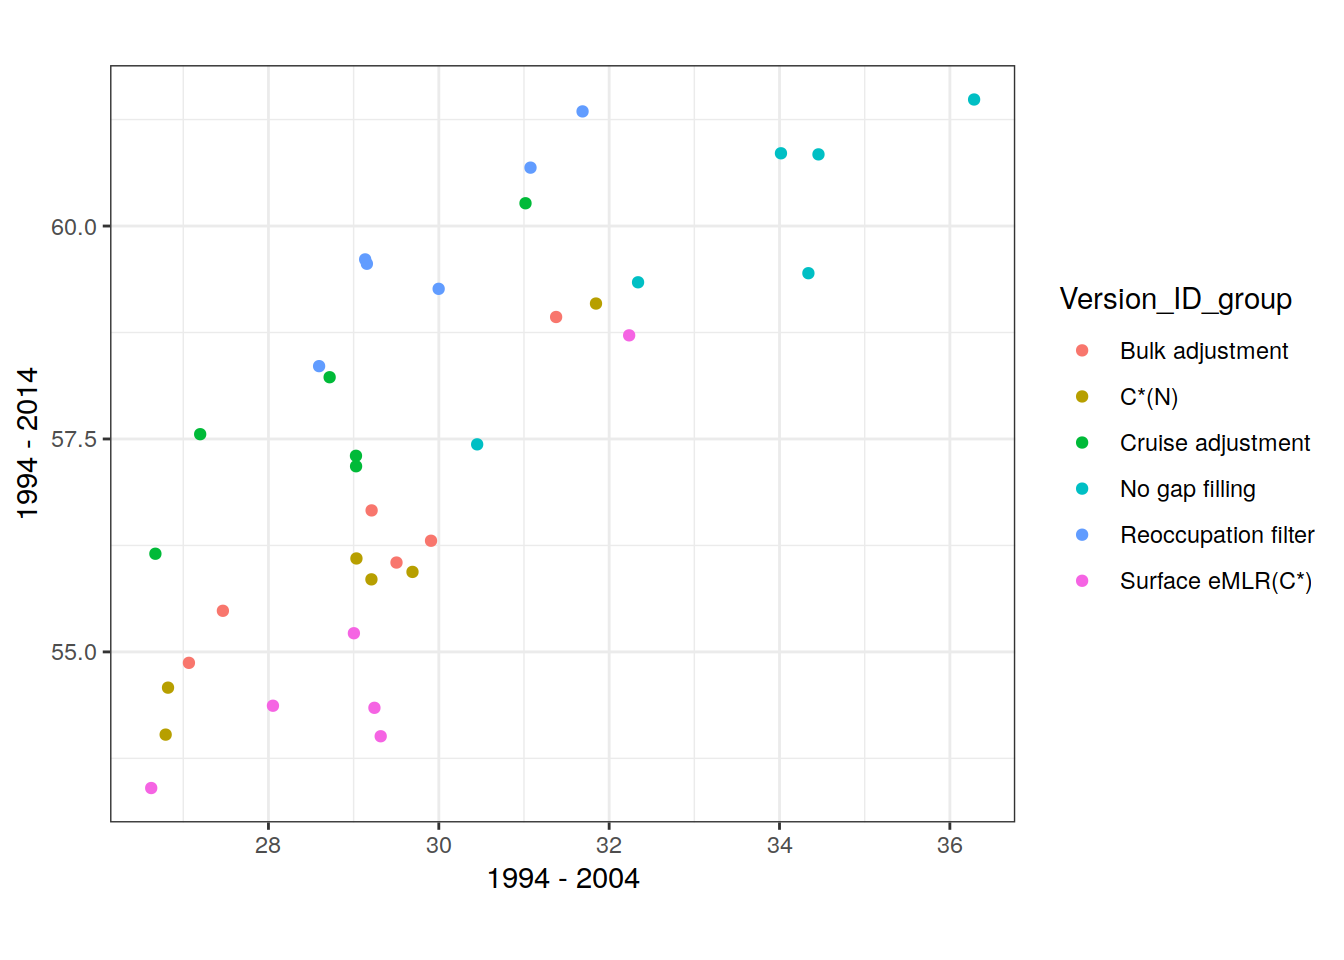 60.0
57.5
55.0
1994 - 2014
28 30 32 34 36
1994 - 2004
Version_ID_group
Bulk adjustment
C*(N)
Cruise adjustment
No gap filling
Reoccupation filter
Surface eMLR(C*)